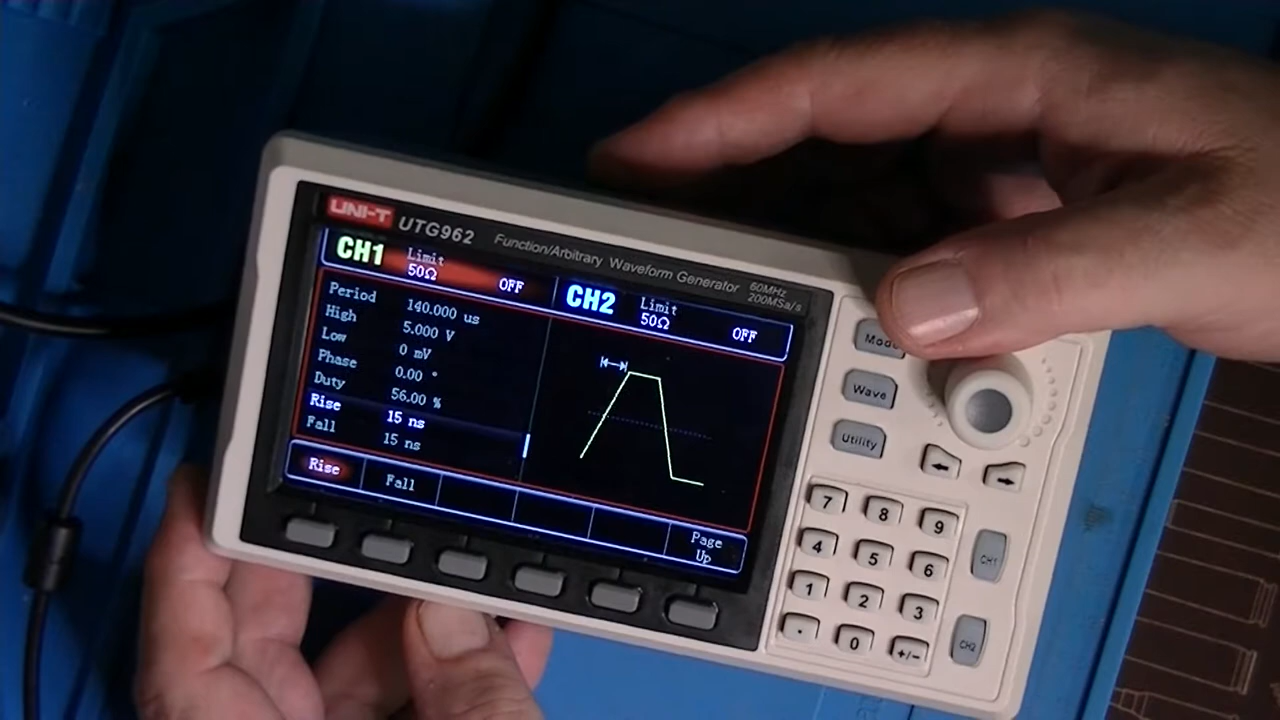 UNI-T UTG962 Function/Arbitrary Waveform Generator 60MHz 200MSa/s
CH1 Limit 50Ω OFF
CH2 Limit 50Ω OFF
Period 140.000 us
High 5.000 V
Low 0 mV
Phase 0.00 °
Duty 56.00 %
Rise 15 ns
Fall 15 ns
Rise Fall Page Up
Mode
Wave
Utility
7 8 9
4 5 6
1 2 3
. 0 +/-
CH1
CH2